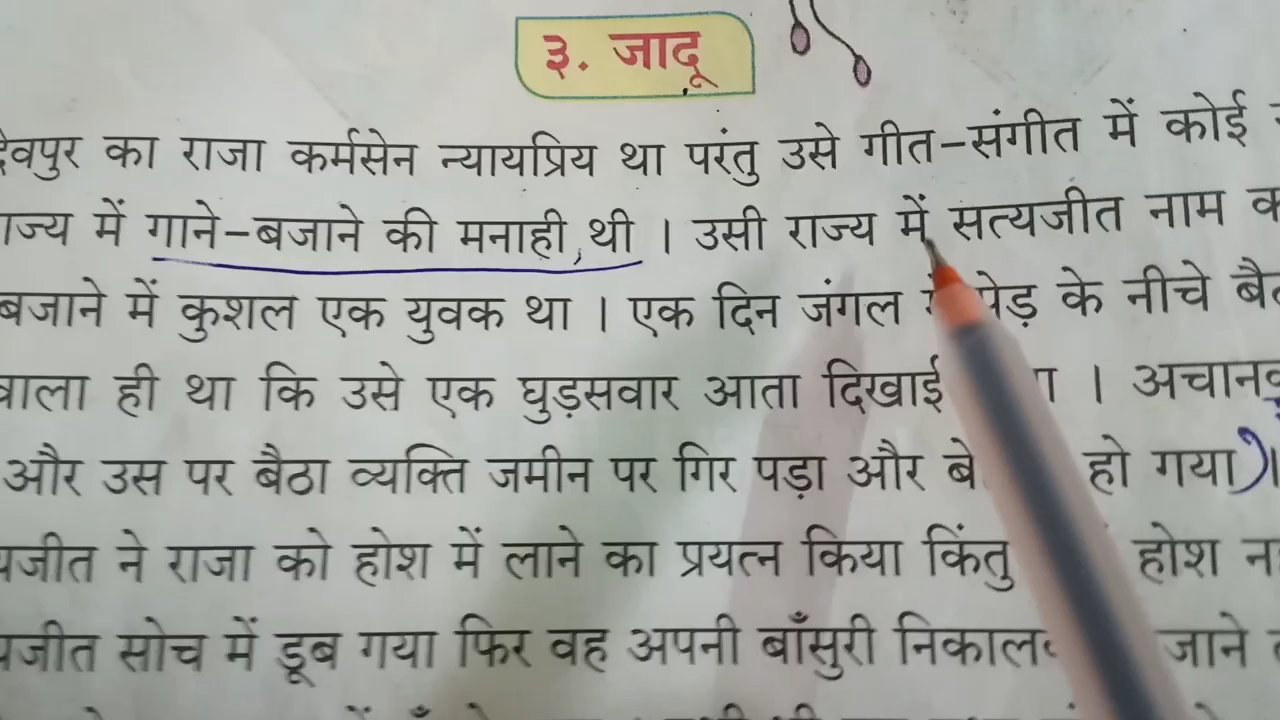 ३. जादू
देवपुर का राजा कर्मसेन न्यायप्रिय था परंतु उसे गीत-संगीत में कोई
में गाने-बजाने की मनाही थी । उसी राज्य में सत्यजीत नाम
बजाने में कुशल एक युवक था । एक दिन जंगल पेड़ के नीचे
ही था कि उसे एक घुड़सवार आता दिखाई । अचानक
और उस पर बैठा व्यक्ति जमीन पर गिर पड़ा और हो गया)।
ने राजा को होश में लाने का प्रयत्न किया किंतु होश
सोच में डूब गया फिर वह अपनी बाँसुरी